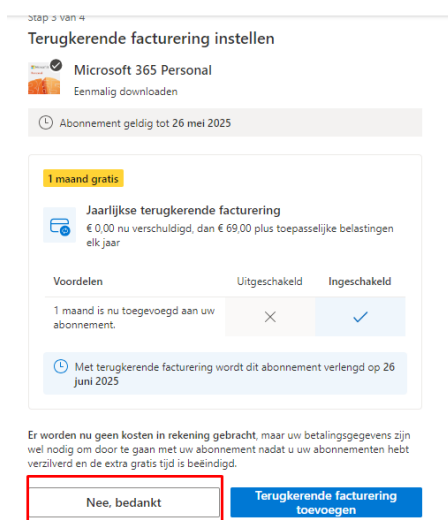 Stap 3 van 4
Terugkerende facturering instellen
Microsoft 365 Personal
Eenmalig downloaden
Abonnement geldig tot 26 mei 2025
1 maand gratis
Jaarlijkse terugkerende facturering
€ 0,00 nu verschuldigd, dan € 69,00 plus toepasselijke belastingen
elk jaar
Voordelen Uitgeschakeld Ingeschakeld
1 maand is nu toegevoegd aan uw
abonnement.
Met terugkerende facturering wordt dit abonnement verlengd op 26
juni 2025
Er worden nu geen kosten in rekening gebracht, maar uw betalingsgegevens zijn
wel nodig om door te gaan met uw abonnement nadat u uw abonnementen hebt
verzilverd en de extra gratis tijd is beëindigd.
Nee, bedankt
Terugkerende facturering
toevoegen